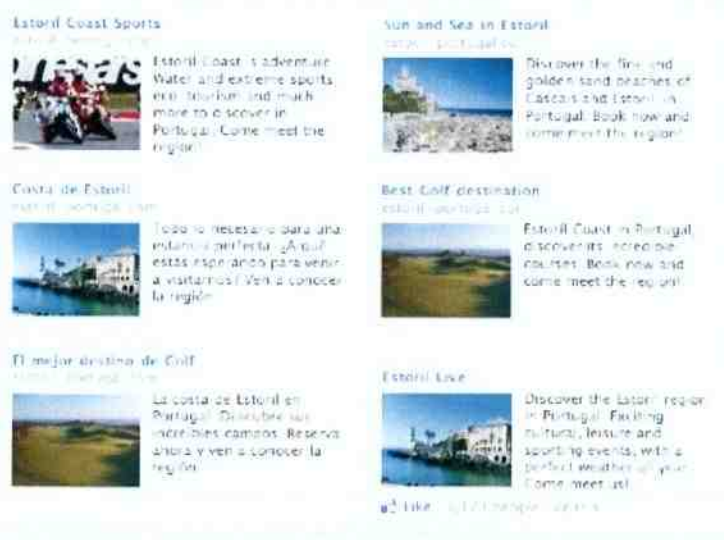 Estoril Coast Sports
Estoril Coast is adventure.
Water and extreme sports,
eco-tourism and much
more to discover in
Portugal. Come meet the
region!
Costa de Estoril
Todo lo necesario para una
estancia perfecta. ¿A qué
estás esperando para venir
a visitarnos? Ven a conocer
la región
El mejor destino de Golf
La costa de Estoril en
Portugal. Descubre sus
increíbles campos. Reserva
ahora y ven a conocer la
región
Sun and Sea in Estoril
Discover the fine and
golden sand beaches of
Cascais and Estoril in
Portugal. Book now and
come meet the region!
Best Golf destination
Estoril Coast in Portugal,
discover its incredible
courses. Book now and
come meet the region!
Estoril Live
Discover the Estoril region
in Portugal. Exciting
cultural, leisure and
sporting events, with a
perfect weather all year.
Come meet us!
Like